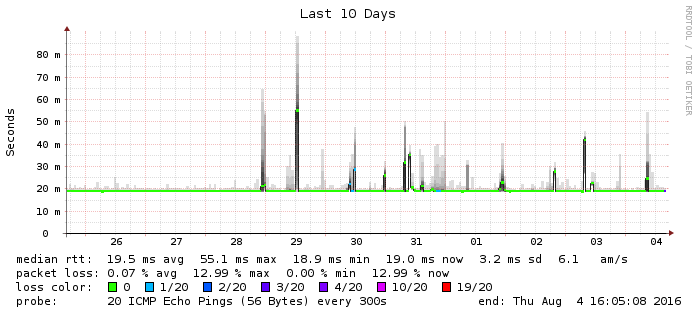 Last 10 Days
RRDTOOL / TOBI OETIKER
Seconds
80 m
70 m
60 m
50 m
40 m
30 m
20 m
10 m
0
26 27 28 29 30 31 01 02 03 04
median rtt: 19.5 ms avg 55.1 ms max 18.9 ms min 19.0 ms now 3.2 ms sd 6.1 am/s
packet loss: 0.07 % avg 12.99 % max 0.00 % min 12.99 % now
loss color: 0 1/20 2/20 3/20 4/20 10/20 19/20
probe: 20 ICMP Echo Pings (56 Bytes) every 300s end: Thu Aug 4 16:05:08 2016